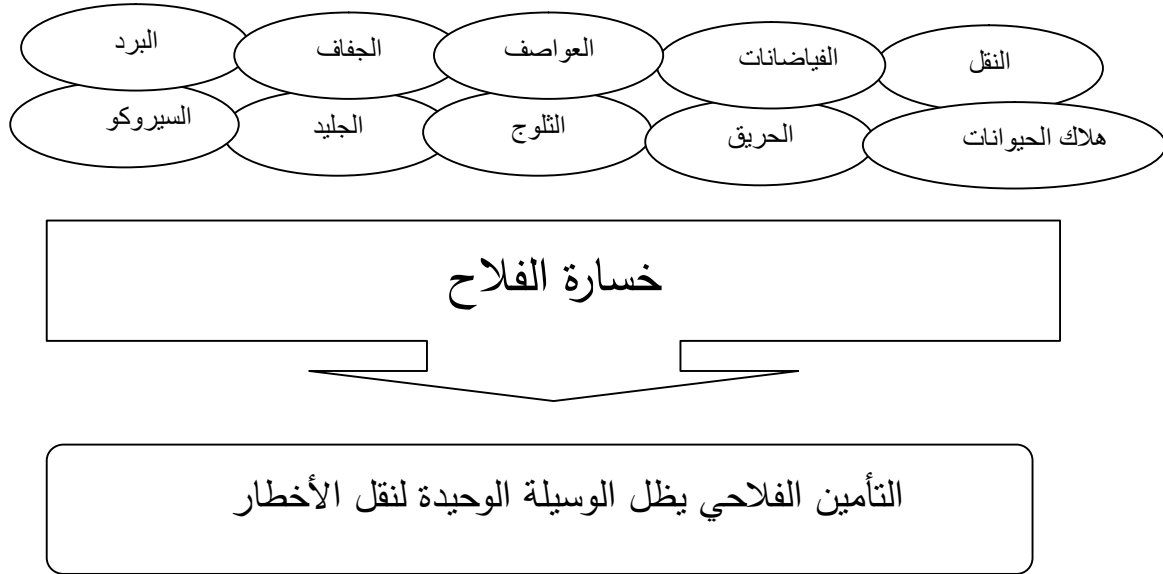 النقل الفياضانات العواصف الجفاف البرد
هلاك الحيوانات الحريق الثلوج الجليد السيروكو
خسارة الفلاح
التأمين الفلاحي يظل الوسيلة الوحيدة لنقل الأخطار